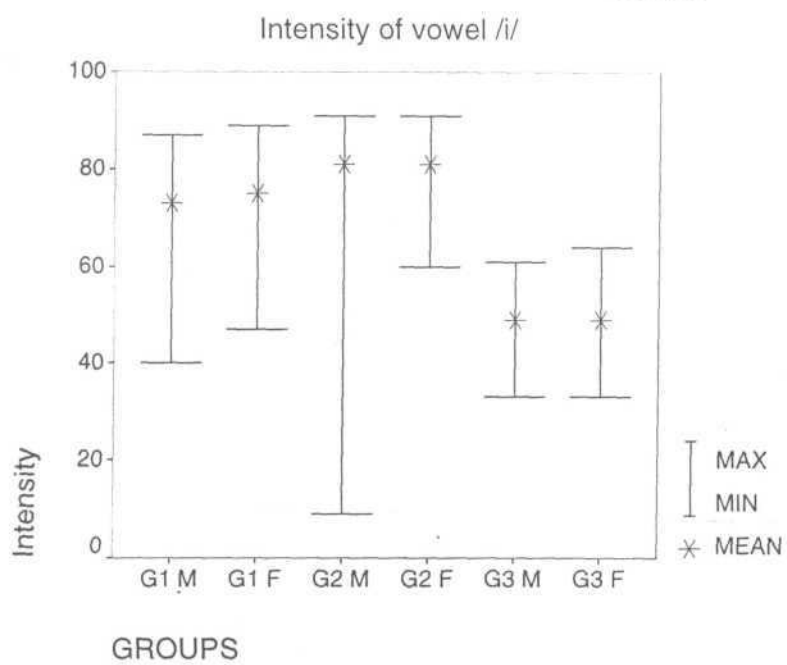 Intensity of vowel /i/
100
80
60
40
20
0
Intensity
G1 M G1 F G2 M G2 F G3 M G3 F
GROUPS
MAX
MIN
MEAN